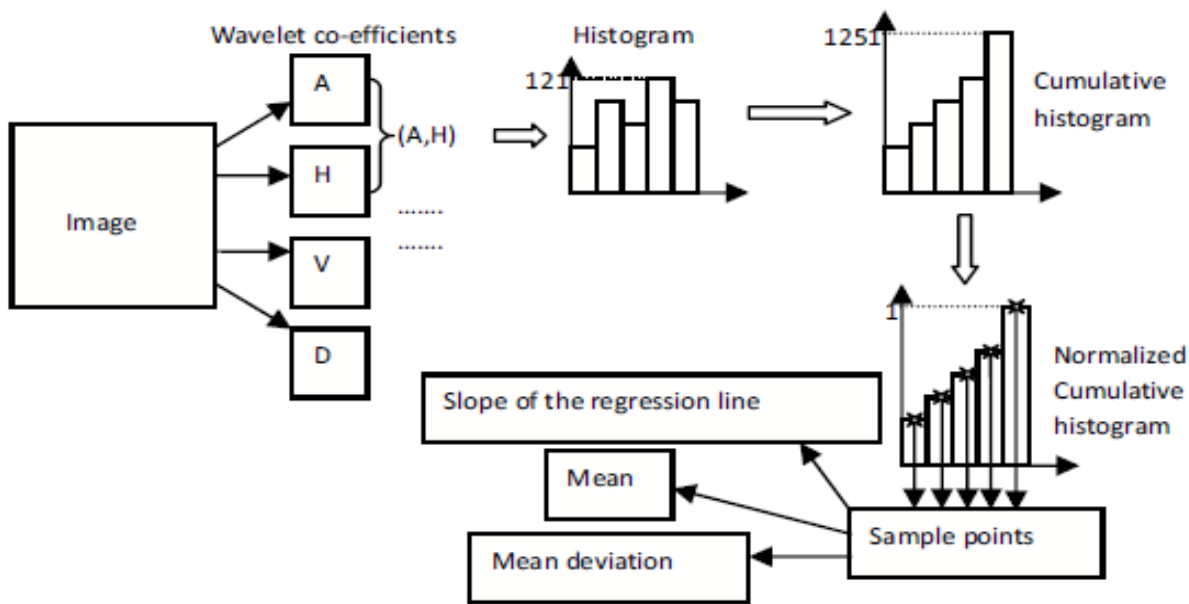 Wavelet co-efficients
A
H
V
D
Image
(A,H)
.......
.......
Histogram
121
1251
Cumulative
histogram
1
Normalized
Cumulative
histogram
Slope of the regression line
Mean
Mean deviation
Sample points